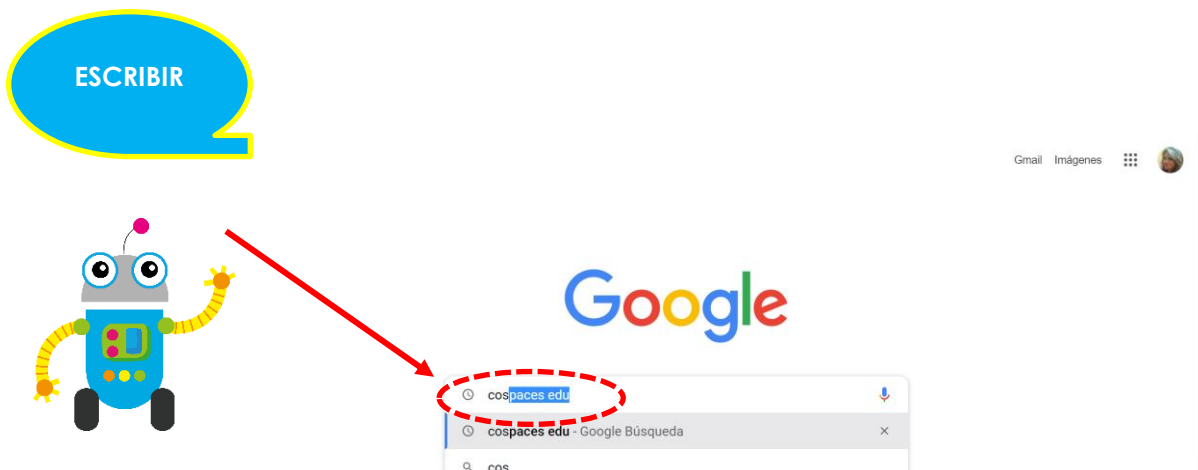 ESCRIBIR
Gmail Imágenes
Google
cospaces edu
cospaces edu - Google Búsqueda
cos